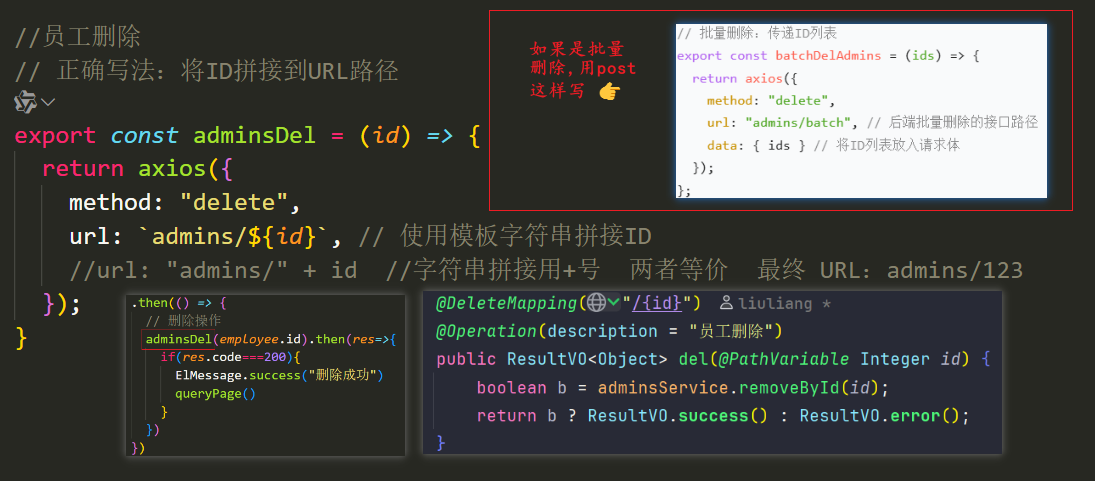 //员工删除
// 正确写法：将ID拼接到URL路径
export const adminsDel = (id) => {
  return axios({
    method: "delete",
    url: `admins/${id}`, // 使用模板字符串拼接ID
    //url: "admins/" + id  //字符串拼接用+号  两者等价  最终 URL：admins/123
  });
}
如果是批量
删除,用post
这样写 👉
// 批量删除：传递ID列表
export const batchDelAdmins = (ids) => {
  return axios({
    method: "delete",
    url: "admins/batch", // 后端批量删除的接口路径
    data: { ids } // 将ID列表放入请求体
  });
};
.then(() => {
  // 删除操作
  adminsDel(employee.id).then(res=>{
    if(res.code===200){
      ElMessage.success("删除成功")
      queryPage()
    }
  })
})
@DeleteMapping("/{id}") liuliang *
@Operation(description = "员工删除")
public ResultVO<Object> del(@PathVariable Integer id) {
    boolean b = adminsService.removeById(id);
    return b ? ResultVO.success() : ResultVO.error();
}